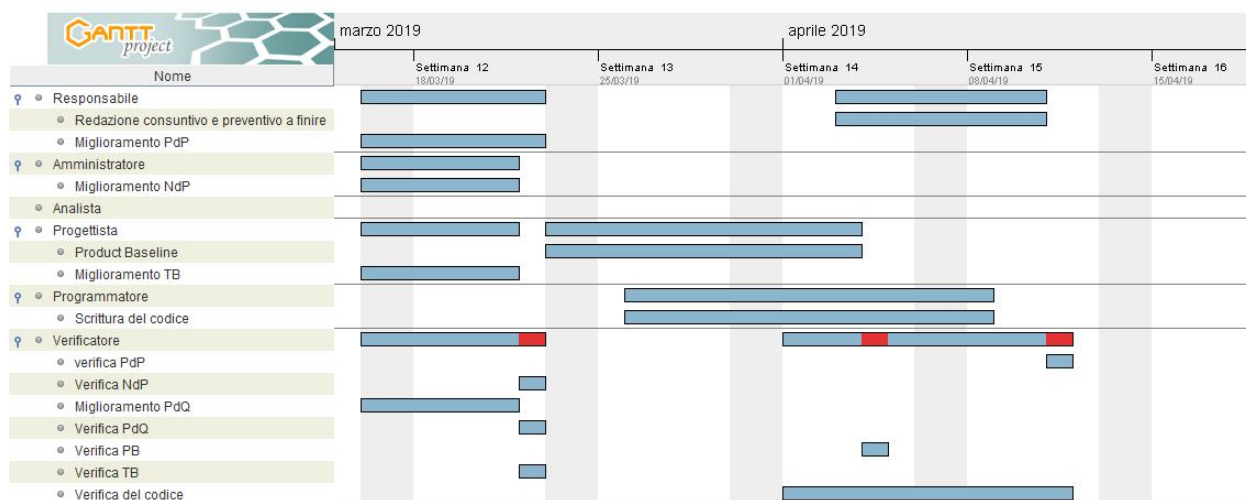 GANTT
project
marzo 2019
aprile 2019
Nome
Settimana 12
Settimana 13
Settimana 14
Settimana 15
Settimana 16
18/03/19
25/03/19
01/04/19
08/04/19
15/04/19
Responsabile
Redazione consuntivo e preventivo a finire
Miglioramento PdP
Amministratore
Miglioramento NdP
Analista
Progettista
Product Baseline
Miglioramento TB
Programmatore
Scrittura del codice
Verificatore
verifica PdP
Verifica NdP
Miglioramento PdQ
Verifica PdQ
Verifica PB
Verifica TB
Verifica del codice